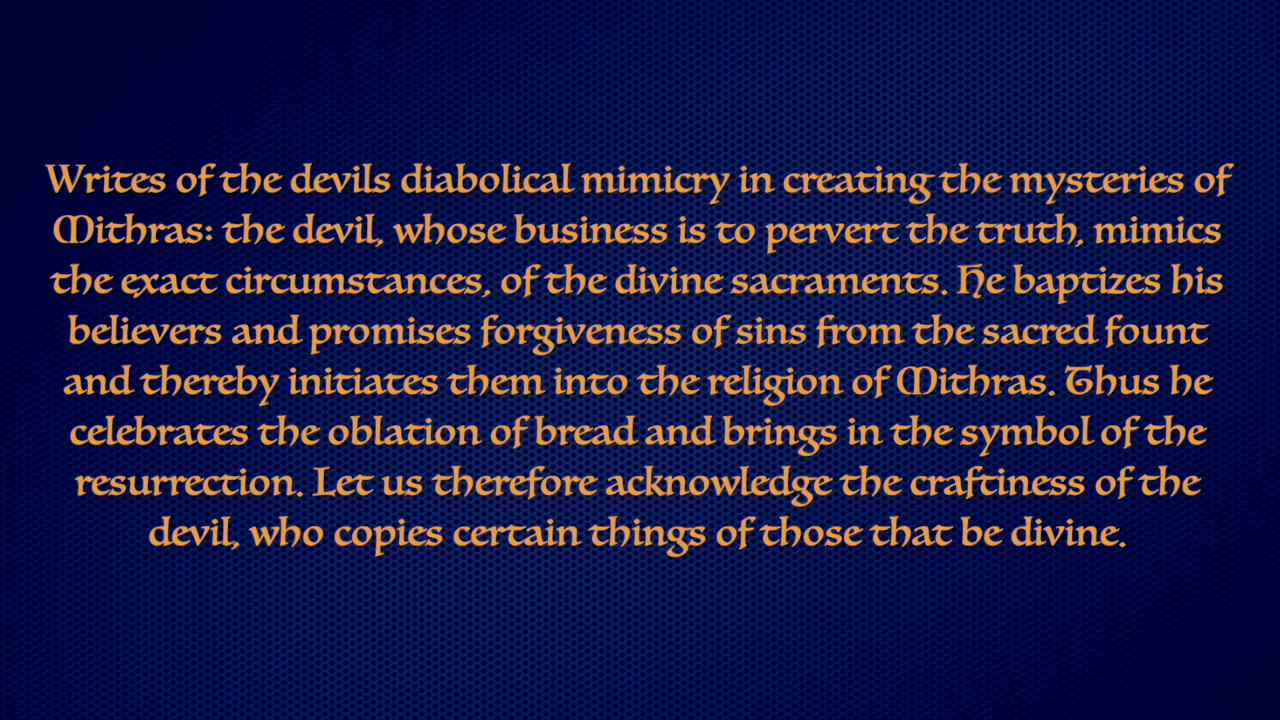 Writes of the devils diabolical mimicry in creating the mysteries of
Mithras: the devil, whose business is to pervert the truth, mimics
the exact circumstances, of the divine sacraments. He baptizes his
believers and promises forgiveness of sins from the sacred fount
and thereby initiates them into the religion of Mithras. Thus he
celebrates the oblation of bread and brings in the symbol of the
resurrection. Let us therefore acknowledge the craftiness of the
devil, who copies certain things of those that be divine.